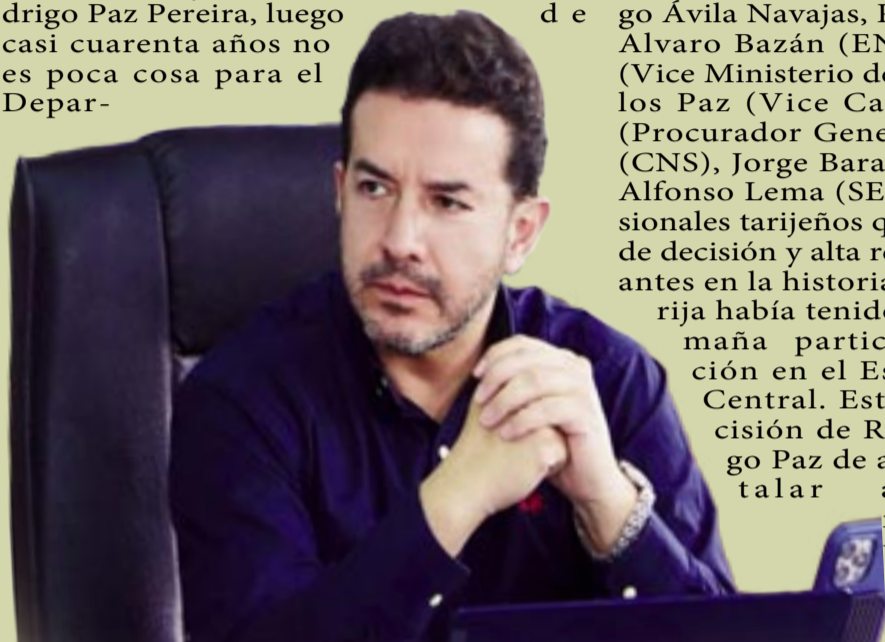 drigo Paz Pereira, luego
casi cuarenta años no
es poca cosa para el
Depar-
de
go Ávila Navajas,
Alvaro Bazán
(Vice Ministerio
los Paz (Vice
(Procurador
(CNS), Jorge
Alfonso Lema
sionales tarijeños
de decisión y alta
antes en la historia
rija había
maña partic
ción en el
Central.
cisión de
go Paz de
talar